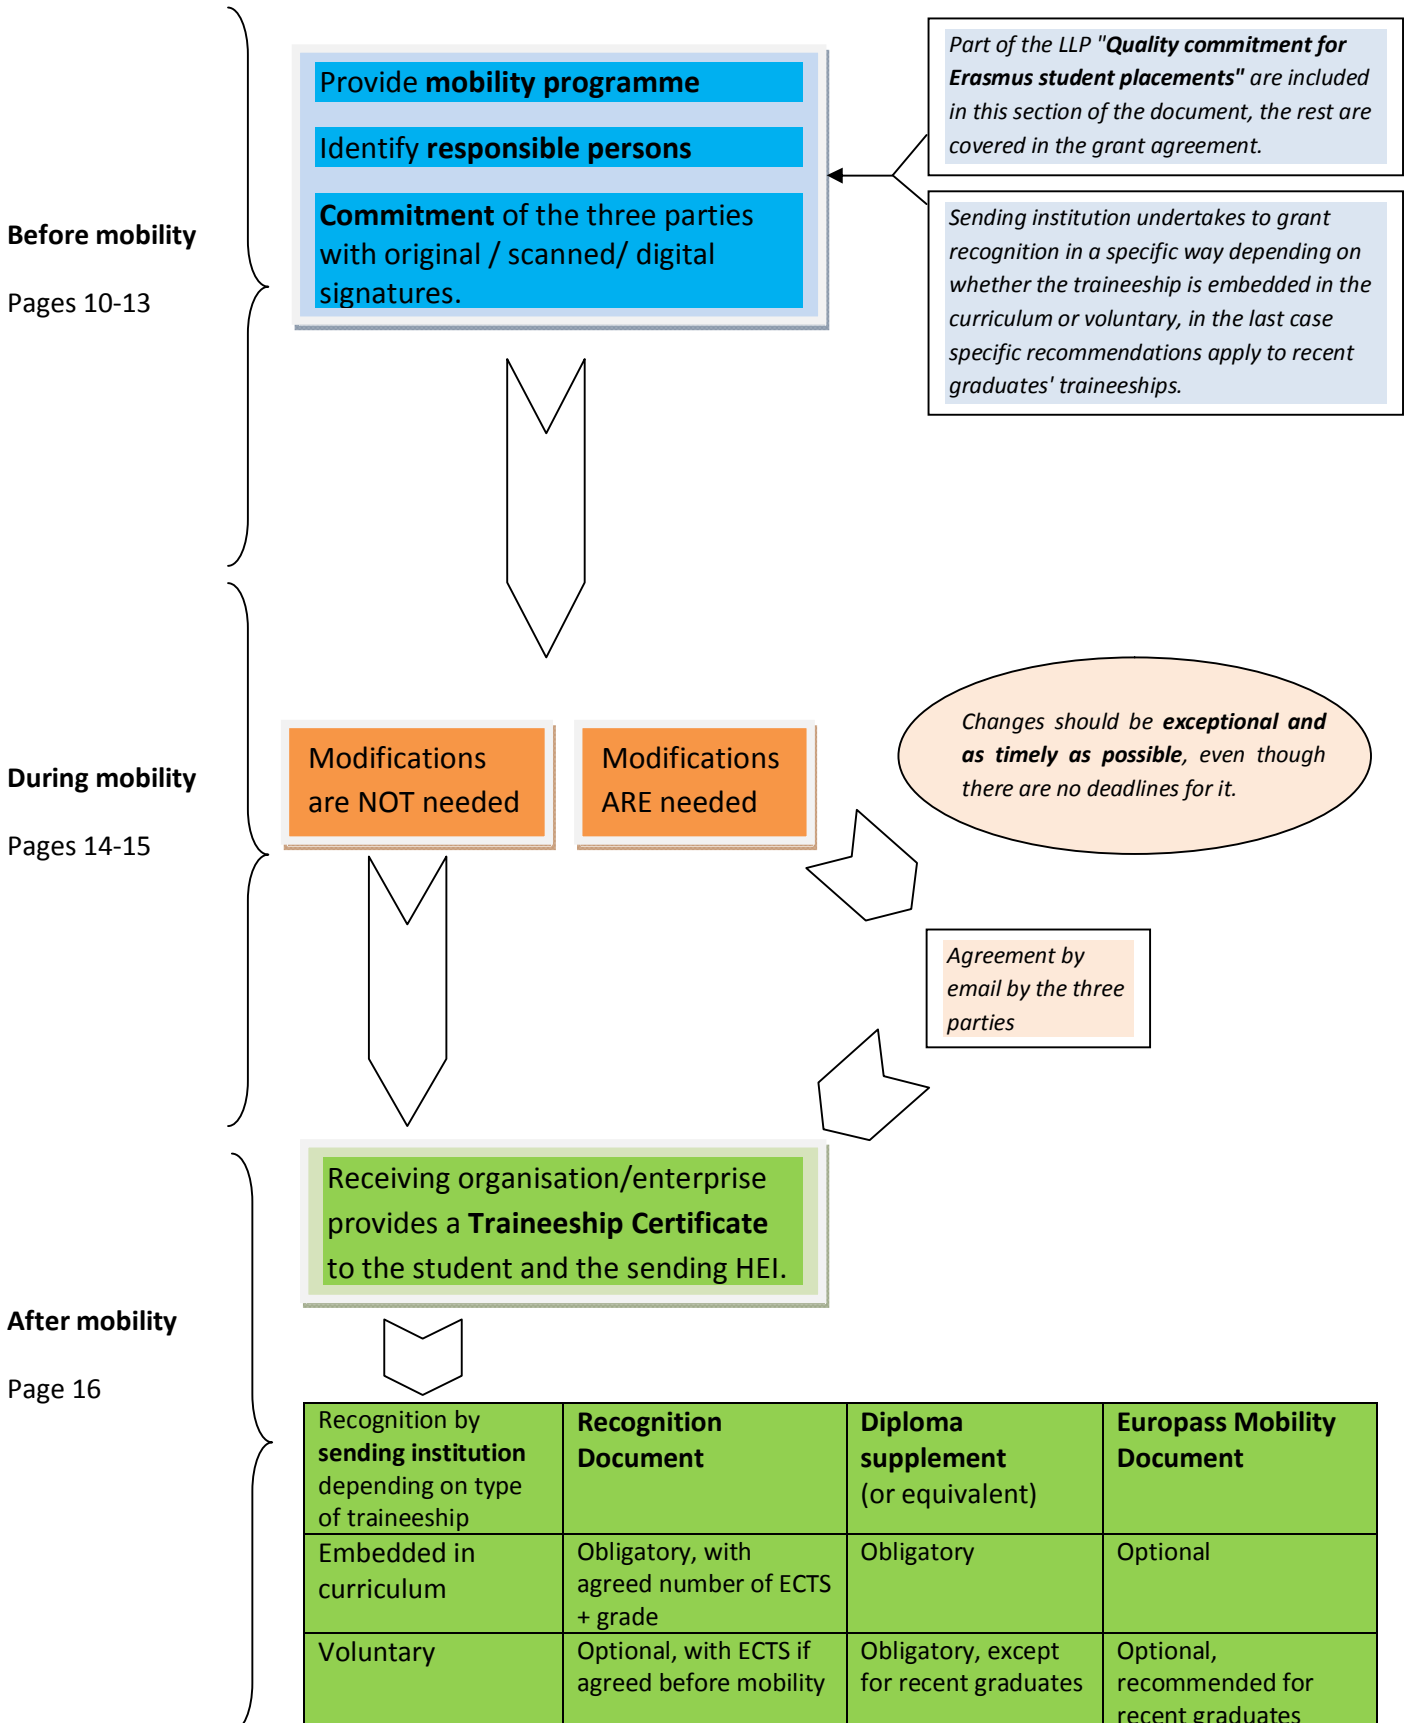 Before mobility
Pages 10-13
Provide mobility programme
Identify responsible persons
Commitment of the three parties
with original / scanned/ digital
signatures.
Part of the LLP "Quality commitment for
Erasmus student placements" are included
in this section of the document, the rest are
covered in the grant agreement.
Sending institution undertakes to grant
recognition in a specific way depending on
whether the traineeship is embedded in the
curriculum or voluntary, in the last case
specific recommendations apply to recent
graduates' traineeships.
During mobility
Pages 14-15
Modifications
are NOT needed
Modifications
ARE needed
Changes should be exceptional and
as timely as possible, even though
there are no deadlines for it.
Agreement by
email by the three
parties
After mobility
Page 16
Receiving organisation/enterprise
provides a Traineeship Certificate
to the student and the sending HEI.
Recognition by
sending institution
depending on type
of traineeship
Recognition
Document
Diploma
supplement
(or equivalent)
Europass Mobility
Document
Embedded in
curriculum
Obligatory, with
agreed number of ECTS
+ grade
Obligatory
Optional
Voluntary
Optional, with ECTS if
agreed before mobility
Obligatory, except
for recent graduates
Optional,
recommended for
recent graduates